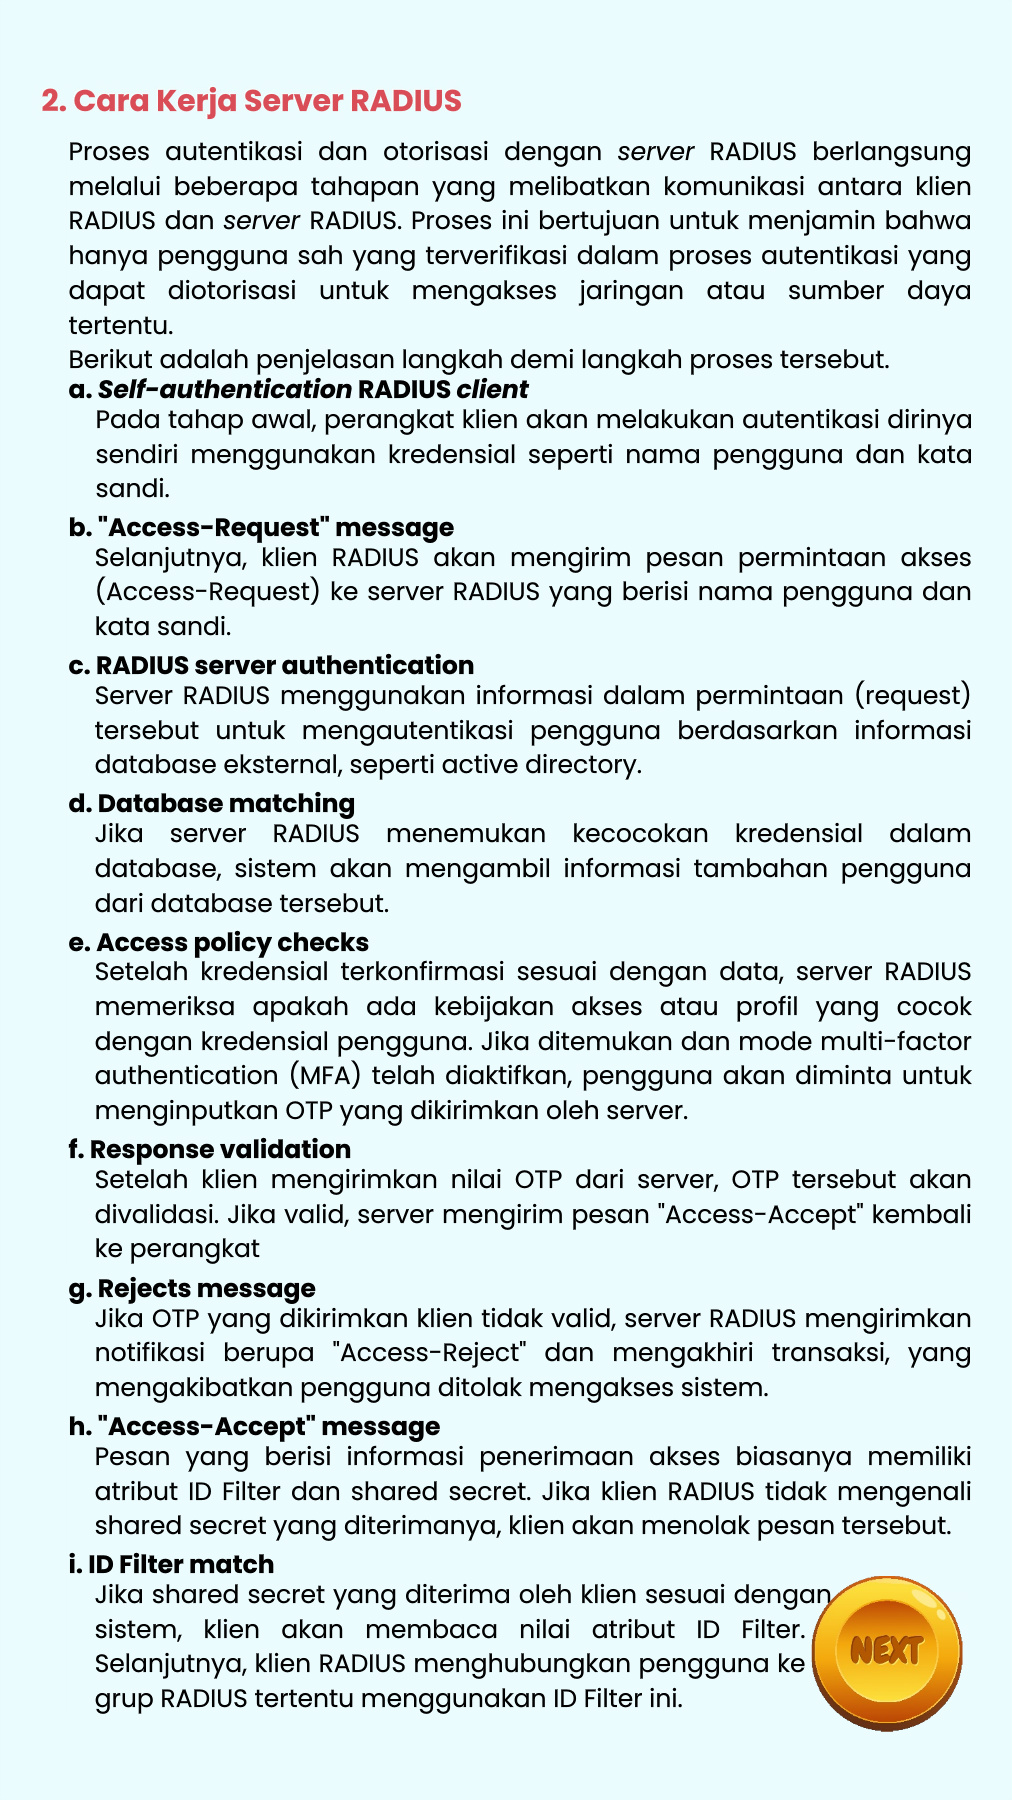 2. Cara Kerja Server RADIUS
Proses autentikasi dan otorisasi dengan server RADIUS berlangsung
melalui beberapa tahapan yang melibatkan komunikasi antara klien
RADIUS dan server RADIUS. Proses ini bertujuan untuk menjamin bahwa
hanya pengguna sah yang terverifikasi dalam proses autentikasi yang
dapat diotorisasi untuk mengakses jaringan atau sumber daya
tertentu.
Berikut adalah penjelasan langkah demi langkah proses tersebut.
a. Self-authentication RADIUS client
Pada tahap awal, perangkat klien akan melakukan autentikasi dirinya
sendiri menggunakan kredensial seperti nama pengguna dan kata
sandi.
b. "Access-Request" message
Selanjutnya, klien RADIUS akan mengirim pesan permintaan akses
(Access-Request) ke server RADIUS yang berisi nama pengguna dan
kata sandi.
c. RADIUS server authentication
Server RADIUS menggunakan informasi dalam permintaan (request)
tersebut untuk mengautentikasi pengguna berdasarkan informasi
database eksternal, seperti active directory.
d. Database matching
Jika server RADIUS menemukan kecocokan kredensial dalam
database, sistem akan mengambil informasi tambahan pengguna
dari database tersebut.
e. Access policy checks
Setelah kredensial terkonfirmasi sesuai dengan data, server RADIUS
memeriksa apakah ada kebijakan akses atau profil yang cocok
dengan kredensial pengguna. Jika ditemukan dan mode multi-factor
authentication (MFA) telah diaktifkan, pengguna akan diminta untuk
menginputkan OTP yang dikirimkan oleh server.
f. Response validation
Setelah klien mengirimkan nilai OTP dari server, OTP tersebut akan
divalidasi. Jika valid, server mengirim pesan "Access-Accept" kembali
ke perangkat
g. Rejects message
Jika OTP yang dikirimkan klien tidak valid, server RADIUS mengirimkan
notifikasi berupa "Access-Reject" dan mengakhiri transaksi, yang
mengakibatkan pengguna ditolak mengakses sistem.
h. "Access-Accept" message
Pesan yang berisi informasi penerimaan akses biasanya memiliki
atribut ID Filter dan shared secret. Jika klien RADIUS tidak mengenali
shared secret yang diterimanya, klien akan menolak pesan tersebut.
i. ID Filter match
Jika shared secret yang diterima oleh klien sesuai dengan
sistem, klien akan membaca nilai atribut ID Filter.
Selanjutnya, klien RADIUS menghubungkan pengguna ke
grup RADIUS tertentu menggunakan ID Filter ini.
NEXT